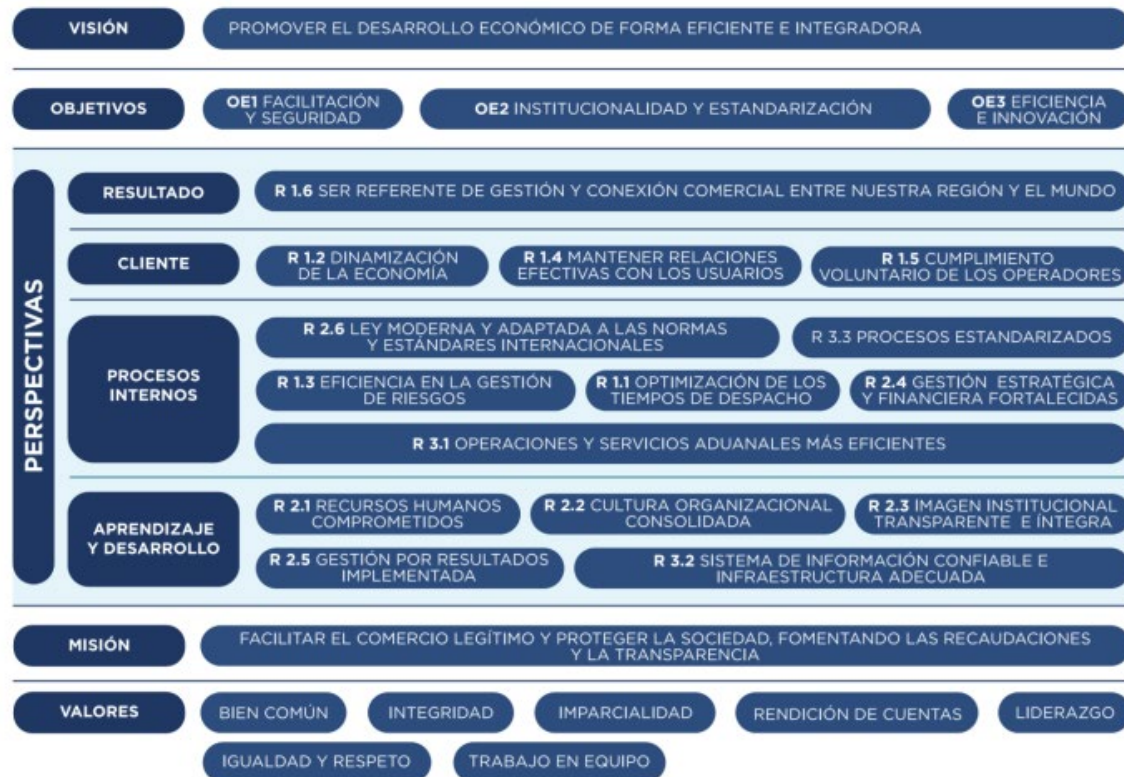 VISIÓN
PROMOVER EL DESARROLLO ECONÓMICO DE FORMA EFICIENTE E INTEGRADORA
OBJETIVOS
OE1 FACILITACIÓN
Y SEGURIDAD
OE2 INSTITUCIONALIDAD Y ESTANDARIZACIÓN
OE3 EFICIENCIA
E INNOVACIÓN
PERSPECTIVAS
RESULTADO
R 1.6 SER REFERENTE DE GESTIÓN Y CONEXIÓN COMERCIAL ENTRE NUESTRA REGIÓN Y EL MUNDO
CLIENTE
R 1.2 DINAMIZACIÓN
DE LA ECONOMÍA
R 1.4 MANTENER RELACIONES
EFECTIVAS CON LOS USUARIOS
R 1.5 CUMPLIMIENTO
VOLUNTARIO DE LOS OPERADORES
PROCESOS
INTERNOS
R 2.6 LEY MODERNA Y ADAPTADA A LAS NORMAS
Y ESTÁNDARES INTERNACIONALES
R 3.3 PROCESOS ESTANDARIZADOS
R 1.3 EFICIENCIA EN LA GESTIÓN
DE RIESGOS
R 1.1 OPTIMIZACIÓN DE LOS
TIEMPOS DE DESPACHO
R 2.4 GESTIÓN ESTRATÉGICA
Y FINANCIERA FORTALECIDAS
R 3.1 OPERACIONES Y SERVICIOS ADUANALES MÁS EFICIENTES
APRENDIZAJE
Y DESARROLLO
R 2.1 RECURSOS HUMANOS
COMPROMETIDOS
R 2.2 CULTURA ORGANIZACIONAL
CONSOLIDADA
R 2.3 IMAGEN INSTITUCIONAL
TRANSPARENTE E ÍNTEGRA
R 2.5 GESTIÓN POR RESULTADOS
IMPLEMENTADA
R 3.2 SISTEMA DE INFORMACIÓN CONFIABLE E
INFRAESTRUCTURA ADECUADA
MISIÓN
FACILITAR EL COMERCIO LEGÍTIMO Y PROTEGER LA SOCIEDAD, FOMENTANDO LAS RECAUDACIONES
Y LA TRANSPARENCIA
VALORES
BIEN COMÚN
INTEGRIDAD
IMPARCIALIDAD
RENDICIÓN DE CUENTAS
LIDERAZGO
IGUALDAD Y RESPETO
TRABAJO EN EQUIPO